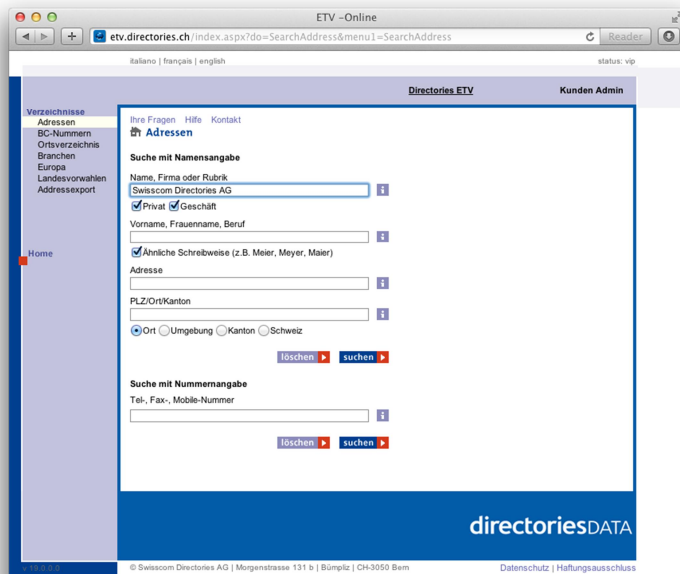 ETV –Online
etv.directories.ch/index.aspx?do=SearchAddress&menu1=SearchAddress
Reader
italiano | français | english
status: vip
Directories ETV
Kunden Admin
Verzeichnisse
Adressen
BC-Nummern
Ortsverzeichnis
Branchen
Europa
Landesvorwahlen
Addressexport
Home
Ihre Fragen Hilfe Kontakt
Adressen
Suche mit Namensangabe
Name, Firma oder Rubrik
Swisscom Directories AG
Privat Geschäft
Vorname, Frauenname, Beruf
Ähnliche Schreibweise (z.B. Meier, Meyer, Maier)
Adresse
PLZ/Ort/Kanton
Ort Umgebung Kanton Schweiz
löschen suchen
Suche mit Nummernangabe
Tel-, Fax-, Mobile-Nummer
löschen suchen
directoriesDATA
v 19.0.0.0
© Swisscom Directories AG | Morgenstrasse 131 b | Bümpliz | CH-3050 Bern
Datenschutz | Haftungsausschluss